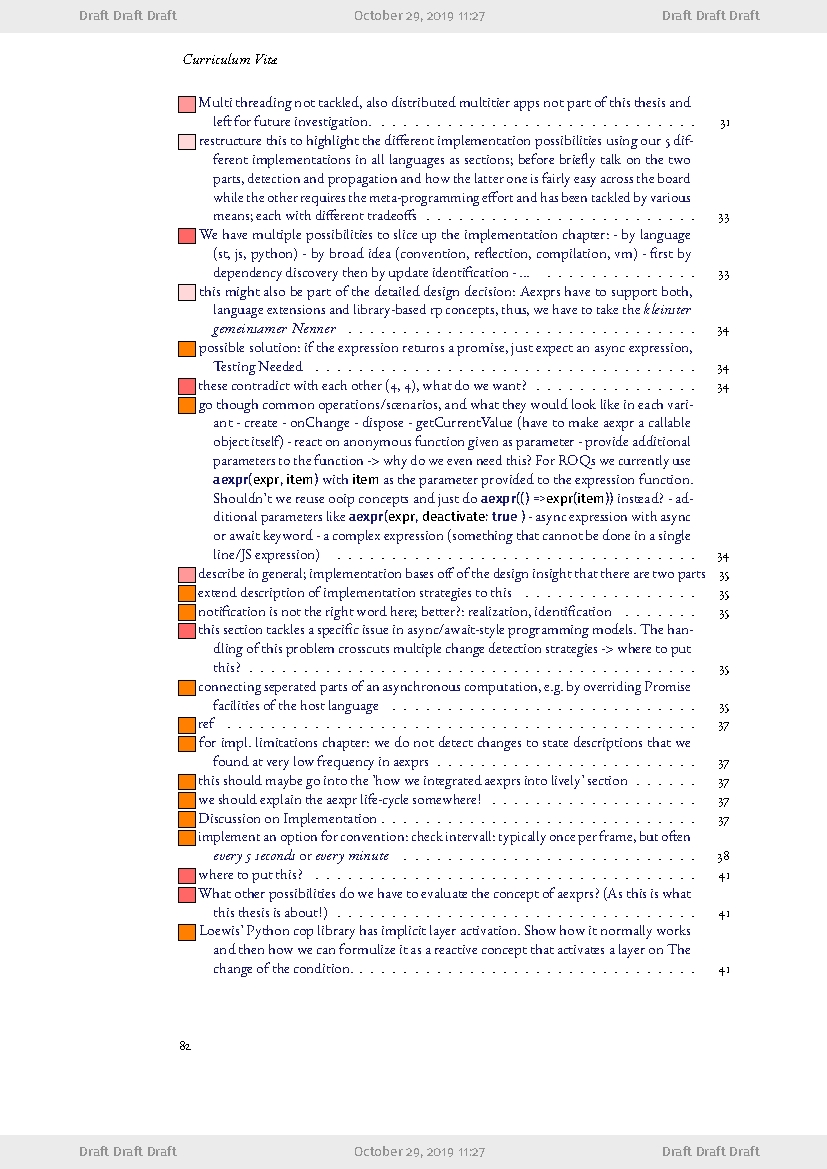 Draft Draft Draft October 29, 2019 11:27 Draft Draft Draft
Curriculum Vitæ
Multi threading not tackled, also distributed multitier apps not part of this thesis and
left for future investigation. . . . . . . . . . . . . . . . . . . . . . . . . . . . . . 31
restructure this to highlight the different implementation possibilities using our 5 dif-
ferent implementations in all languages as sections; before briefly talk on the two
parts, detection and propagation and how the latter one is fairly easy across the board
while the other requires the meta-programming effort and has been tackled by various
means; each with different tradeoffs . . . . . . . . . . . . . . . . . . . . . . . . . 33
We have multiple possibilities to slice up the implementation chapter: - by language
(st, js, python) - by broad idea (convention, reflection, compilation, vm) - first by
dependency discovery then by update identification - ... . . . . . . . . . . . . . . 33
this might also be part of the detailed design decision: Aexprs have to support both,
language extensions and library-based rp concepts, thus, we have to take the kleinster
gemeinsamer Nenner . . . . . . . . . . . . . . . . . . . . . . . . . . . . . . . . 34
possible solution: if the expression returns a promise, just expect an async expression,
Testing Needed . . . . . . . . . . . . . . . . . . . . . . . . . . . . . . . . . . . 34
these contradict with each other (4, 4), what do we want? . . . . . . . . . . . . . . . 34
go though common operations/scenarios, and what they would look like in each vari-
ant - create - onChange - dispose - getCurrentValue (have to make aexpr a callable
object itself) - react on anonymous function given as parameter - provide additional
parameters to the function -> why do we even need this? For ROQs we currently use
aexpr(expr, item) with item as the parameter provided to the expression function.
Shouldn't we reuse ooip concepts and just do aexpr(() =>expr(item)) instead? - ad-
ditional parameters like aexpr(expr, deactivate: true ) - async expression with async
or await keyword - a complex expression (something that cannot be done in a single
line/JS expression) . . . . . . . . . . . . . . . . . . . . . . . . . . . . . . . . . 34
describe in general; implementation bases off of the design insight that there are two parts 35
extend description of implementation strategies to this . . . . . . . . . . . . . . . . 35
notification is not the right word here; better?: realization, identification . . . . . . . 35
this section tackles a specific issue in async/await-style programming models. The han-
dling of this problem crosscuts multiple change detection strategies -> where to put
this? . . . . . . . . . . . . . . . . . . . . . . . . . . . . . . . . . . . . . . . . . 35
connecting seperated parts of an asynchronous computation, e.g. by overriding Promise
facilities of the host language . . . . . . . . . . . . . . . . . . . . . . . . . . . . 35
ref . . . . . . . . . . . . . . . . . . . . . . . . . . . . . . . . . . . . . . . . . . . 37
for impl. limitations chapter: we do not detect changes to state descriptions that we
found at very low frequency in aexprs . . . . . . . . . . . . . . . . . . . . . . . . 37
this should maybe go into the 'how we integrated aexprs into lively' section . . . . . . 37
we should explain the aexpr life-cycle somewhere! . . . . . . . . . . . . . . . . . . . 37
Discussion on Implementation . . . . . . . . . . . . . . . . . . . . . . . . . . . . . 37
implement an option for convention: check intervall: typically once per frame, but often
every 5 seconds or every minute . . . . . . . . . . . . . . . . . . . . . . . . . . . 38
where to put this? . . . . . . . . . . . . . . . . . . . . . . . . . . . . . . . . . . . 41
What other possibilities do we have to evaluate the concept of aexprs? (As this is what
this thesis is about!) . . . . . . . . . . . . . . . . . . . . . . . . . . . . . . . . . 41
Loewis' Python cop library has implicit layer activation. Show how it normally works
and then how we can formulize it as a reactive concept that activates a layer on The
change of the condition. . . . . . . . . . . . . . . . . . . . . . . . . . . . . . . . 41
82
Draft Draft Draft October 29, 2019 11:27 Draft Draft Draft